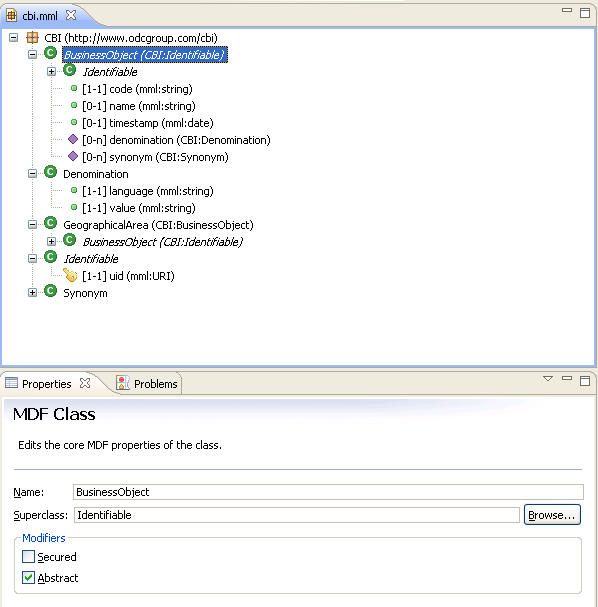 cbi.mml
CBI (http://www.odcgroup.com/cbi)
BusinessObject (CBI:Identifiable)
Identifiable
[1-1] code (mml:string)
[0-1] name (mml:string)
[0-1] timestamp (mml:date)
[0-n] denomination (CBI:Denomination)
[0-n] synonym (CBI:Synonym)
Denomination
[1-1] language (mml:string)
[1-1] value (mml:string)
GeographicalArea (CBI:BusinessObject)
BusinessObject (CBI:Identifiable)
Identifiable
[1-1] uid (mml:URI)
Synonym
Properties Problems
MDF Class
Edits the core MDF properties of the class.
Name: BusinessObject
Superclass: Identifiable Browse...
Modifiers
Secured
Abstract